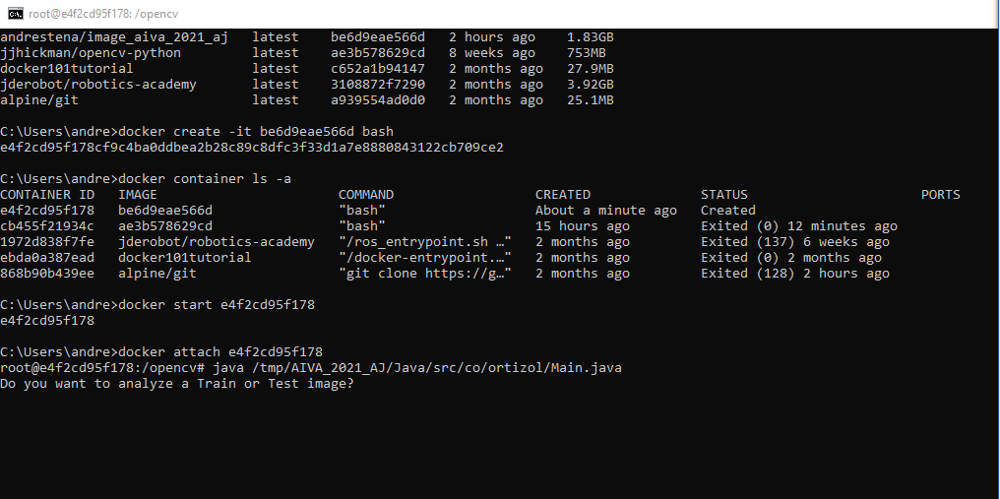 root@e4f2cd95f178: /opencv
andrestena/image_aiva_2021_aj   latest    be6d9eae566d   2 hours ago    1.83GB
jjhickman/opencv-python         latest    ae3b578629cd   8 weeks ago    753MB
docker101tutorial               latest    c652a1b94147   2 months ago   27.9MB
jderobot/robotics-academy       latest    3108872f7290   2 months ago   3.92GB
alpine/git                      latest    a939554ad0d0   2 months ago   25.1MB
C:\Users\andre>docker create -it be6d9eae566d bash
e4f2cd95f178cf9c4ba0ddbea2b28c89c8dfc3f33d1a7e8880843122cb709ce2
C:\Users\andre>docker container ls -a
CONTAINER ID   IMAGE                       COMMAND                  CREATED              STATUS                      PORTS
e4f2cd95f178   be6d9eae566d                "bash"                   About a minute ago   Created
cb455f21934c   ae3b578629cd                "bash"                   15 hours ago         Exited (0) 12 minutes ago
1972d838f7fe   jderobot/robotics-academy   "/ros_entrypoint.sh …"   2 months ago         Exited (137) 6 weeks ago
ebda0a387ead   docker101tutorial           "/docker-entrypoint.…"   2 months ago         Exited (0) 2 months ago
868b90b439ee   alpine/git                  "git clone https://g…"   2 months ago         Exited (128) 2 hours ago
C:\Users\andre>docker start e4f2cd95f178
e4f2cd95f178
C:\Users\andre>docker attach e4f2cd95f178
root@e4f2cd95f178:/opencv# java /tmp/AIVA_2021_AJ/Java/src/co/ortizol/Main.java
Do you want to analyze a Train or Test image?